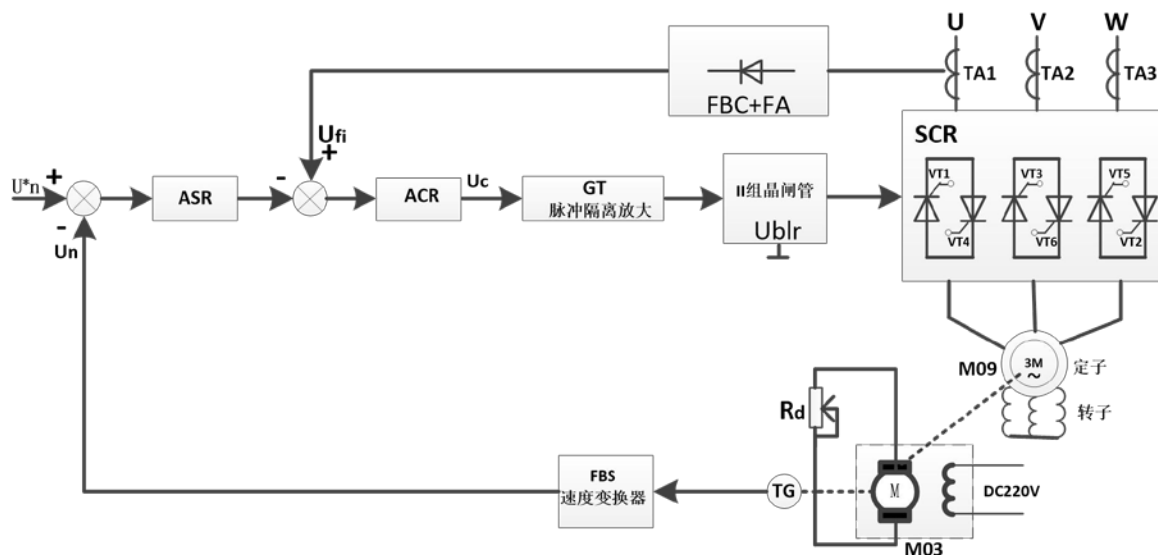 U V W
TA1 TA2 TA3
FBC+FA
SCR
Ufi
+
U*n
+
-
ASR
-
ACR
Uc
GT
脉冲隔离放大
II组晶闸管
Ublr
VT1 VT3 VT5
VT4 VT6 VT2
Un
M09
3M
~
定子
转子
Rd
FBS
速度变换器
TG
M
DC220V
M03